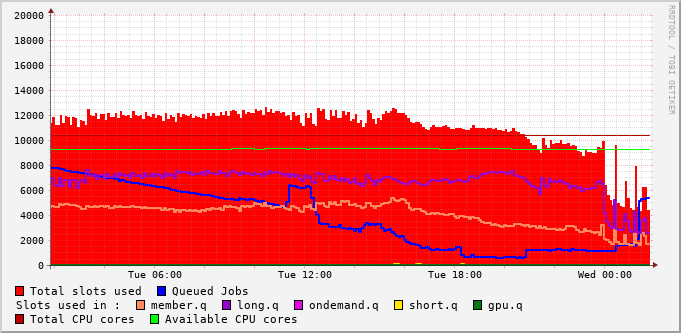 20000
18000
16000
14000
12000
10000
8000
6000
4000
2000
0
Tue 06:00 Tue 12:00 Tue 18:00 Wed 00:00
RRDTOOL / TOBI OETIKER
Total slots used Queued Jobs
Slots used in : member.q long.q ondemand.q short.q gpu.q
Total CPU cores Available CPU cores